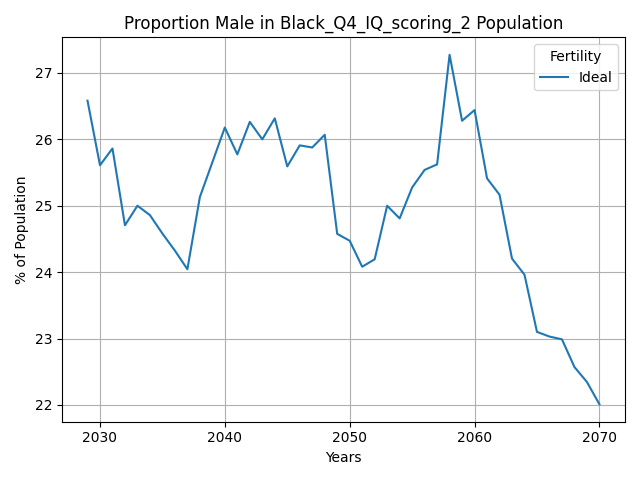 Proportion Male in Black_Q4_IQ_scoring_2 Population
Fertility
Ideal
% of Population
27
26
25
24
23
22
2030 2040 2050 2060 2070
Years